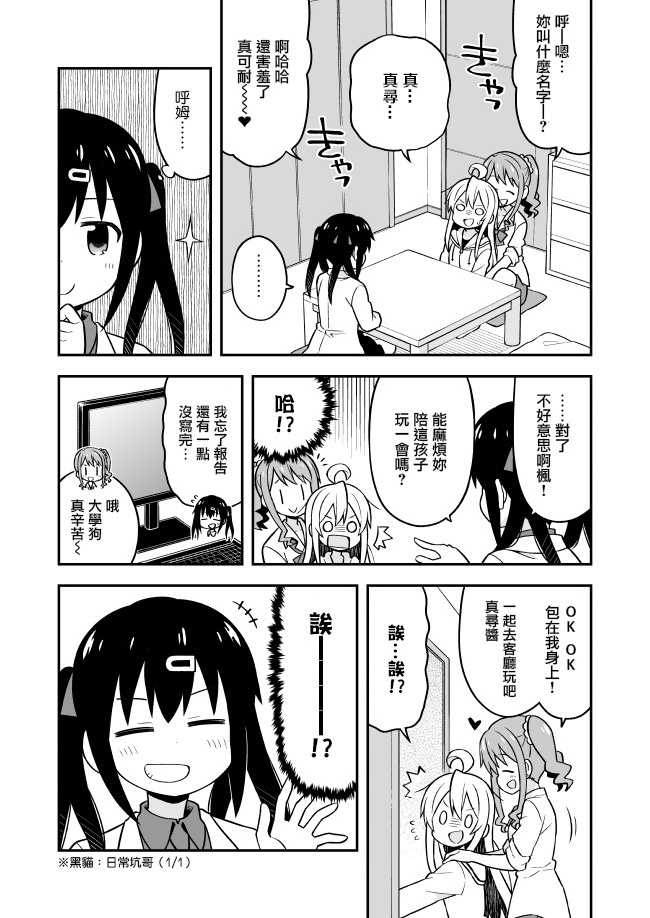 呼—嗯…
妳叫什麼名字—?
きゃっ
真…
真尋…
啊哈哈
還害羞了
真可耐～～♥
きゃっ
………
呼姆……
……對了
不好意思啊楓!
能麻煩妳
陪這孩子
玩一會嗎?
哈!?
我忘了報告
還有一點
沒寫完…
哦
大學狗
真辛苦～
OK OK
包在我身上!
一起去客廳玩吧
真尋醬
誒…誒!?
誒————!?
※黑貓：日常坑哥（1/1）